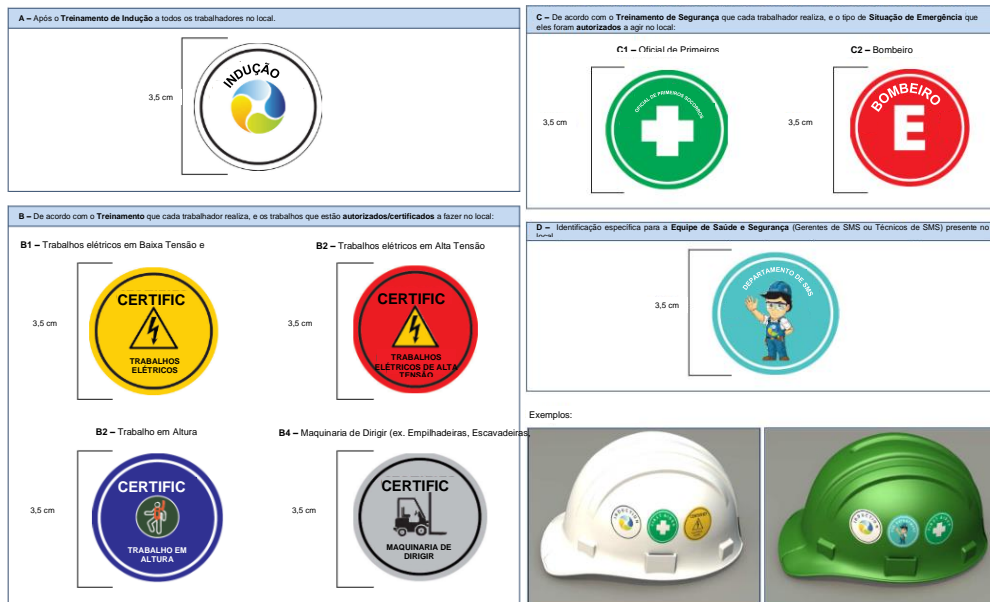 A – Após o Treinamento de Indução a todos os trabalhadores no local.
3,5 cm
INDUÇÃO
B – De acordo com o Treinamento que cada trabalhador realiza, e os trabalhos que estão autorizados/certificados a fazer no local:
B1 – Trabalhos elétricos em Baixa Tensão e
3,5 cm
CERTIFIC
TRABALHOS
ELÉTRICOS
B2 – Trabalhos elétricos em Alta Tensão
3,5 cm
CERTIFIC
TRABALHOS
ELÉTRICOS DE ALTA
TENSÃO
B2 – Trabalho em Altura
3,5 cm
CERTIFIC
TRABALHO EM
ALTURA
B4 – Maquinaria de Dirigir (ex. Empilhadeiras, Escavadeiras,
3,5 cm
CERTIFIC
MAQUINARIA DE
DIRIGIR
C – De acordo com o Treinamento de Segurança que cada trabalhador realiza, e o tipo de Situação de Emergência que
eles foram autorizados a agir no local:
C1 – Oficial de Primeiros
3,5 cm
OFICIAL DE PRIMEIROS SOCORROS
C2 – Bombeiro
3,5 cm
BOMBEIRO
E
D – Identificação específica para a Equipe de Saúde e Segurança (Gerentes de SMS ou Técnicos de SMS) presente no
local
3,5 cm
DEPARTAMENTO DE SMS
Exemplos:
INDUCTION
INDUCTION